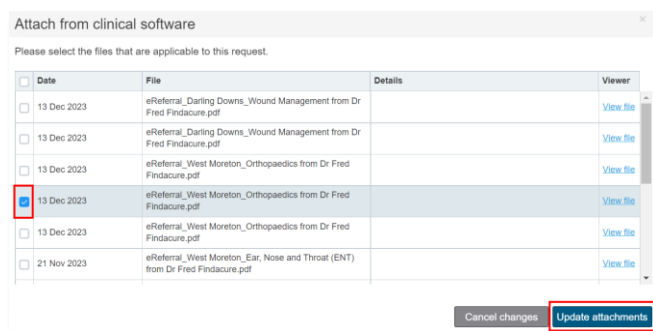 Attach from clinical software
×
Please select the files that are applicable to this request.
Date File Details Viewer
13 Dec 2023 eReferral_Darling Downs_Wound Management from Dr
Fred Findacure.pdf View file
13 Dec 2023 eReferral_Darling Downs_Wound Management from Dr
Fred Findacure.pdf View file
13 Dec 2023 eReferral_West Moreton_Orthopaedics from Dr Fred
Findacure.pdf View file
13 Dec 2023 eReferral_West Moreton_Orthopaedics from Dr Fred
Findacure.pdf View file
13 Dec 2023 eReferral_West Moreton_Orthopaedics from Dr Fred
Findacure.pdf View file
21 Nov 2023 eReferral_West Moreton_Ear, Nose and Throat (ENT)
from Dr Fred Findacure.pdf View file
Cancel changes Update attachments